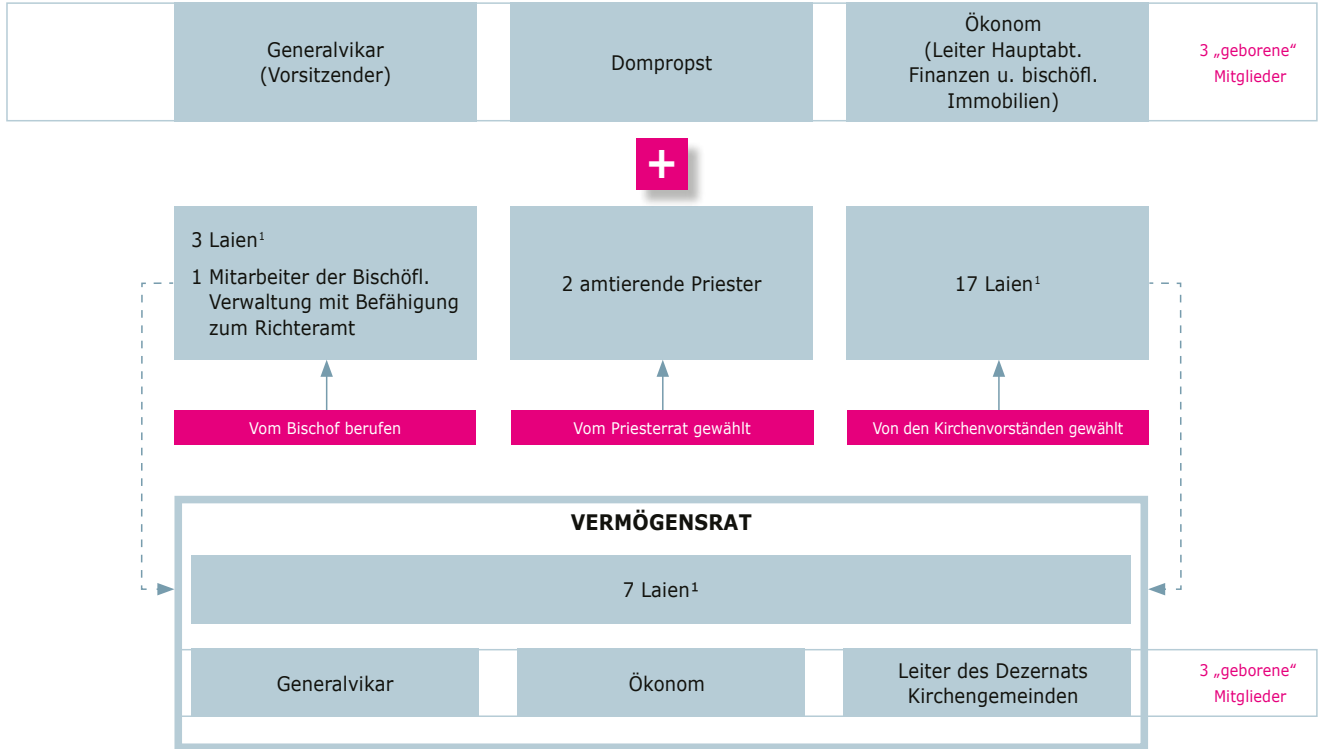 Generalvikar
(Vorsitzender)
Dompropst
Ökonom
(Leiter Hauptabt.
Finanzen u. bischöfl.
Immobilien)
3 „geborene“
Mitglieder
+
3 Laien¹
1 Mitarbeiter der Bischöfl.
Verwaltung mit Befähigung
zum Richteramt
2 amtierende Priester
17 Laien¹
Vom Bischof berufen
Vom Priesterrat gewählt
Von den Kirchenvorständen gewählt
VERMÖGENSRAT
7 Laien¹
Generalvikar
Ökonom
Leiter des Dezernats
Kirchengemeinden
3 „geborene“
Mitglieder